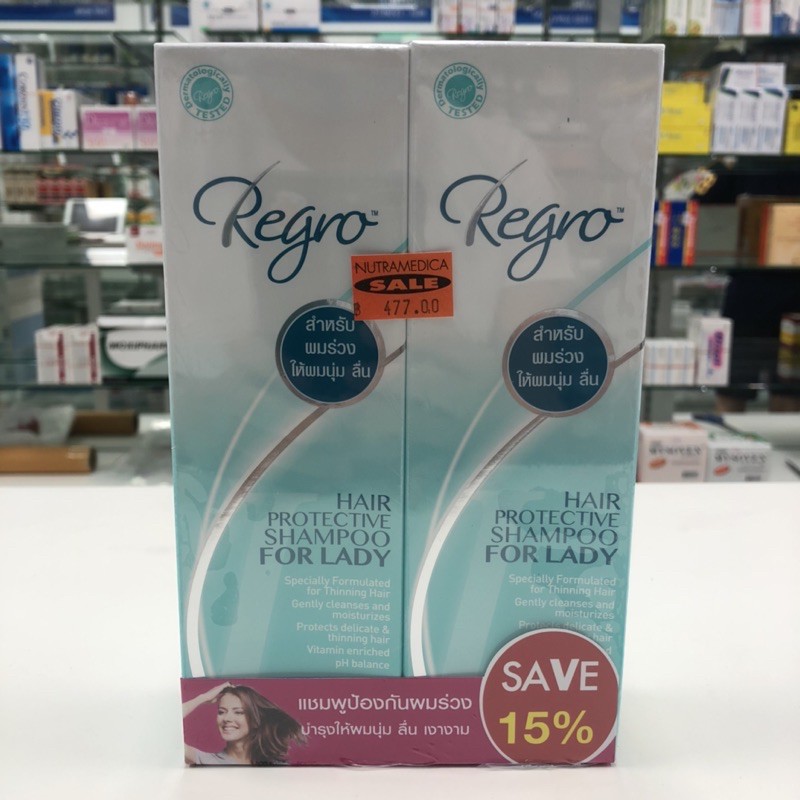 Dermatologically
Regro
TESTED
Regro™
สำหรับ
ผมร่วง
ให้ผมนุ่ม ลื่น
HAIR
PROTECTIVE
SHAMPOO
FOR LADY
Specially Formulated
for Thinning Hair
Gently cleanses and
moisturizes
Protects delicate &
thinning hair
Vitamin enriched
pH balance
NUTRAMEDICA
SALE
฿ 477.00
Dermatologically
Regro
TESTED
Regro™
สำหรับ
ผมร่วง
ให้ผมนุ่ม ลื่น
HAIR
PROTECTIVE
SHAMPOO
FOR LADY
Specially Formulated
for Thinning Hair
Gently cleanses and
moisturizes
Protects delicate &
hair
แชมพูป้องกันผมร่วง
บำรุงให้ผมนุ่ม ลื่น เงางาม
SAVE
15%